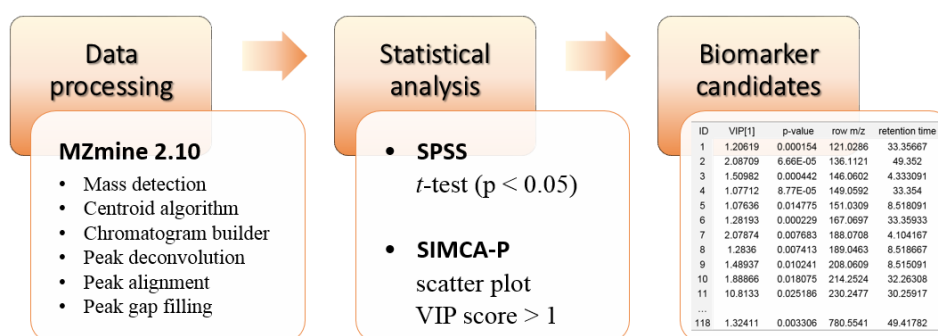 Data
processing
MZmine 2.10
• Mass detection
• Centroid algorithm
• Chromatogram builder
• Peak deconvolution
• Peak alignment
• Peak gap filling
Statistical
analysis
• SPSS
t-test (p < 0.05)
• SIMCA-P
scatter plot
VIP score > 1
Biomarker
candidates
ID VIP[1] p-value row m/z retention time
1 1.20619 0.000154 121.0286 33.35667
2 2.08709 6.66E-05 136.1121 49.352
3 1.50982 0.000442 146.0602 4.333091
4 1.07712 8.77E-05 149.0592 33.354
5 1.07636 0.014775 151.0309 8.518091
6 1.28193 0.000229 167.0697 33.35933
7 2.07874 0.007683 188.0708 4.104167
8 1.2836 0.007413 189.0463 8.518667
9 1.48937 0.010241 208.0609 8.515091
10 1.88866 0.018075 214.2524 32.26308
11 10.8133 0.025186 230.2477 30.25917
...
118 1.32411 0.003306 780.5541 49.41782